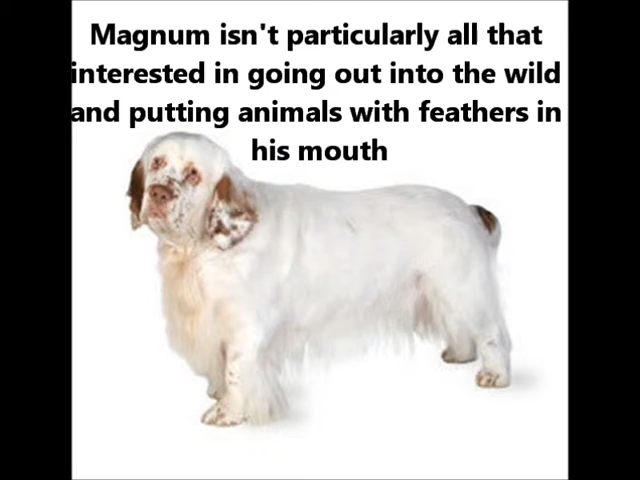 Magnum isn't particularly all that
interested in going out into the wild
and putting animals with feathers in
his mouth